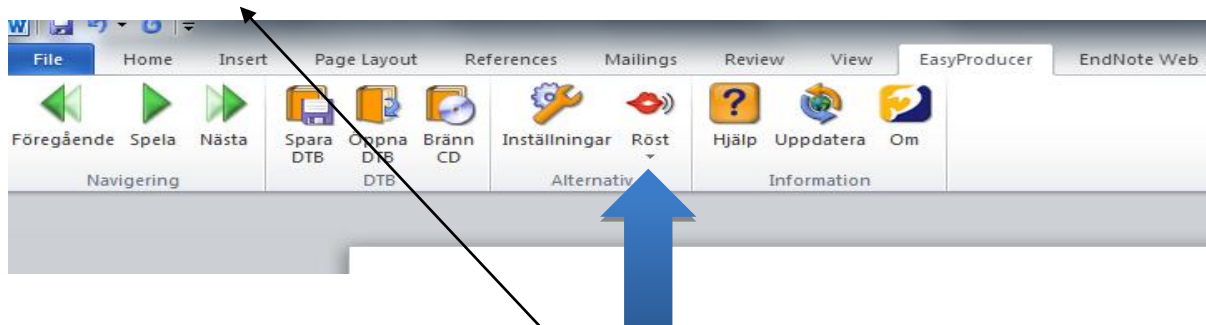 W
File Home Insert Page Layout References Mailings Review View EasyProducer EndNote Web
Föregående Spela Nästa Spara Öppna Bränn Inställningar Röst Hjälp Uppdatera Om
DTB DTB CD
Navigering DTB Alternativ Information